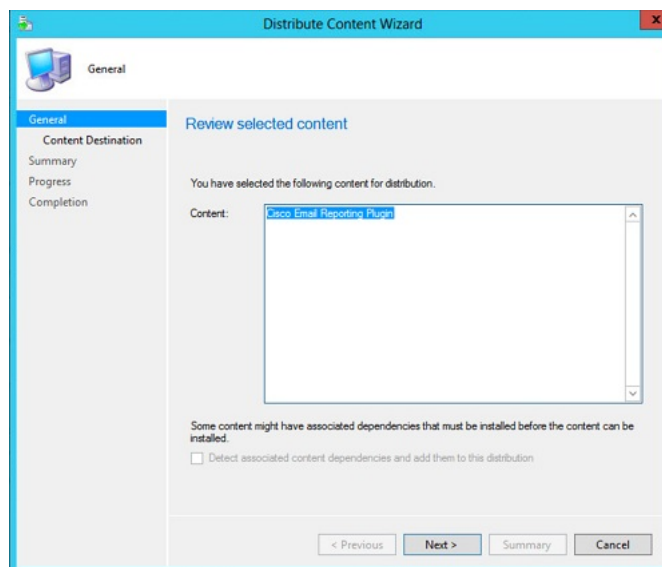 Distribute Content Wizard
x
General
General
Content Destination
Summary
Progress
Completion
Review selected content
You have selected the following content for distribution.
Content:
Cisco Email Reporting Plugin
Some content might have associated dependencies that must be installed before the content can be
installed.
Detect associated content dependencies and add them to this distribution
< Previous
Next >
Summary
Cancel